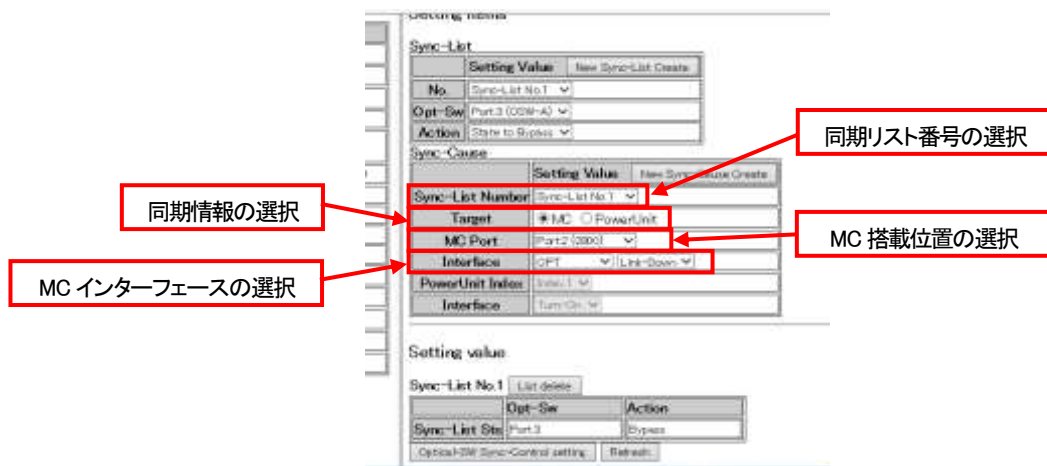 Setting items
Sync-List
Setting Value New Sync-List Create
No. Sync-List No.1
Opt-Sw Port.3 (OSW-A)
Action State to Bypass
Sync-Cause
Setting Value New Sync-Cause Create
Sync-List Number Sync-List No.1
Target MC PowerUnit
MC Port Port.2 (2800)
Interface OPT Link-Down
PowerUnit Index Index.1
Interface Turn-On
同期リスト番号の選択
同期情報の選択
MC 搭載位置の選択
MC インターフェースの選択
Setting value
Sync-List No.1 List delete
Opt-Sw Action
Sync-List Sts Port.3 Bypass
Optical-SW Sync-Control setting Refresh